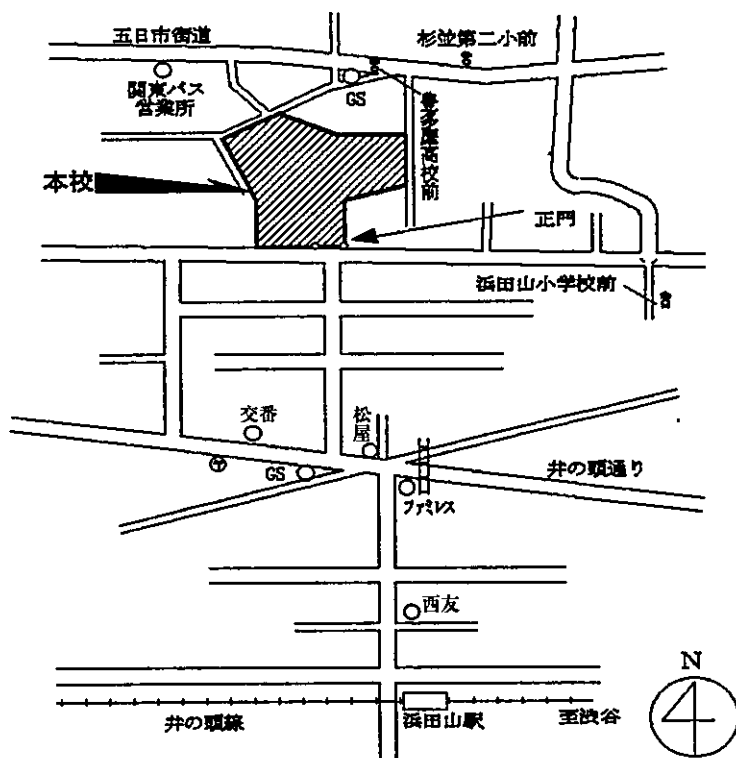 五日市街道
杉並第二小前
関東バス
営業所
GS
豊多摩高校前
本校
正門
浜田山小学校前
交番
松屋
〒
GS
井の頭通り
ファミレス
西友
N
井の頭線
浜田山駅
至渋谷